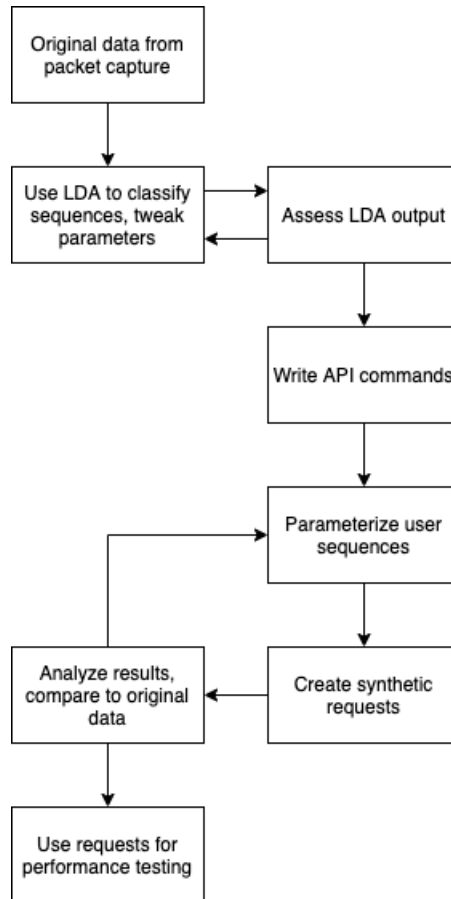 Original data from
packet capture
Use LDA to classify
sequences, tweak
parameters
Assess LDA output
Write API commands
Parameterize user
sequences
Create synthetic
requests
Analyze results,
compare to original
data
Use requests for
performance testing